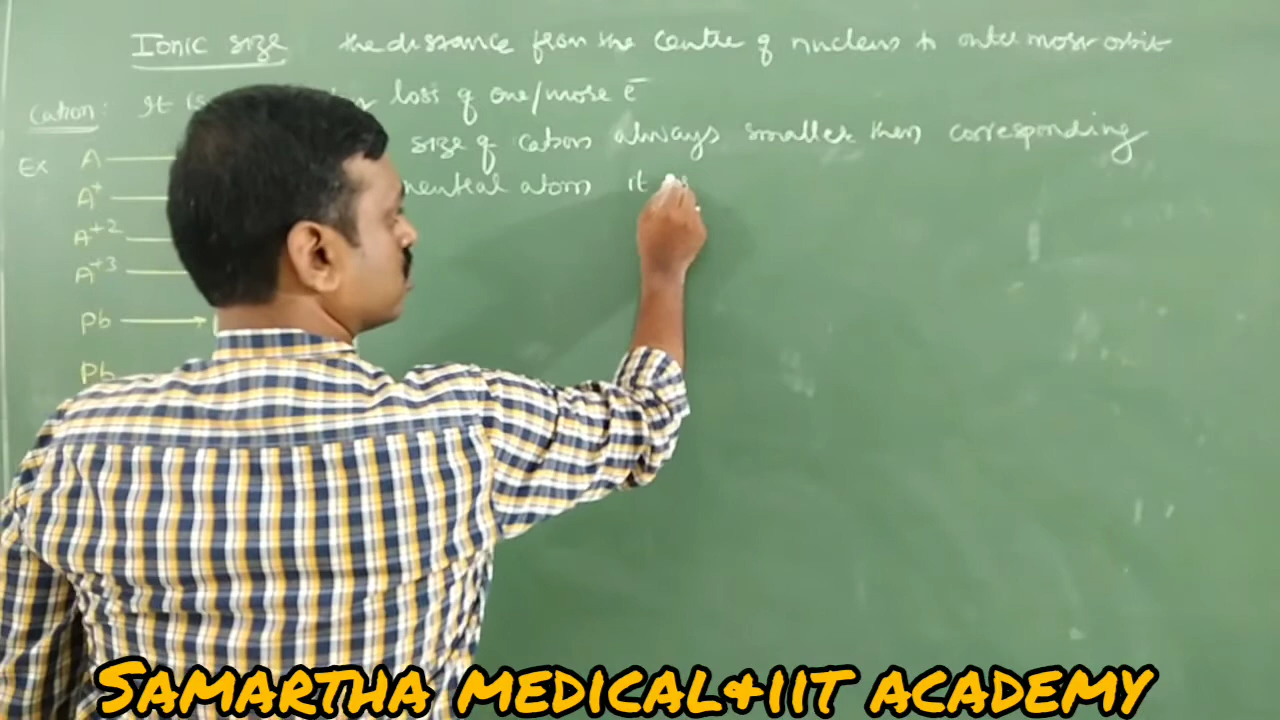 Ionic size the distance from the centre of nucleus to outer most orbit
Cation: It is loss of one/more e⁻
size of cation always smaller then corresponding
Ex A
neutral atom it is
A⁺
A⁺²
A⁺³
Pb
Pb
SAMARTHA MEDICAL&IIT ACADEMY